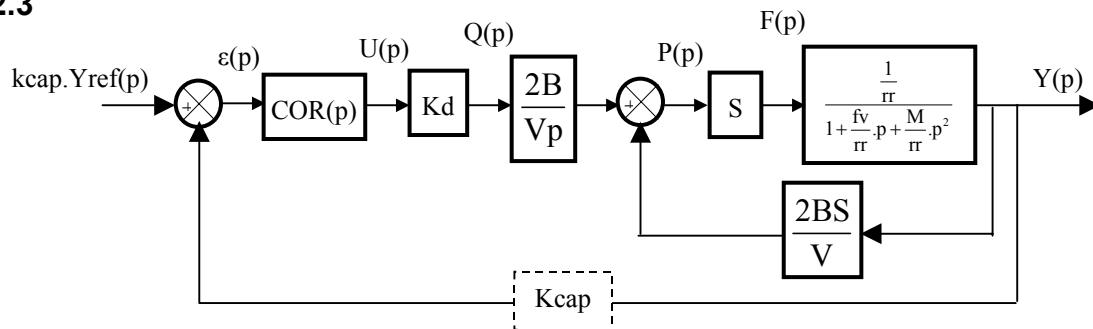 2.3
kcap.Yref(p)
ε(p)
COR(p)
U(p)
Kd
Q(p)
2B
Vp
P(p)
S
F(p)
1
rr
1+ fv/rr .p+ M/rr .p²
Y(p)
2BS
V
Kcap
+
+